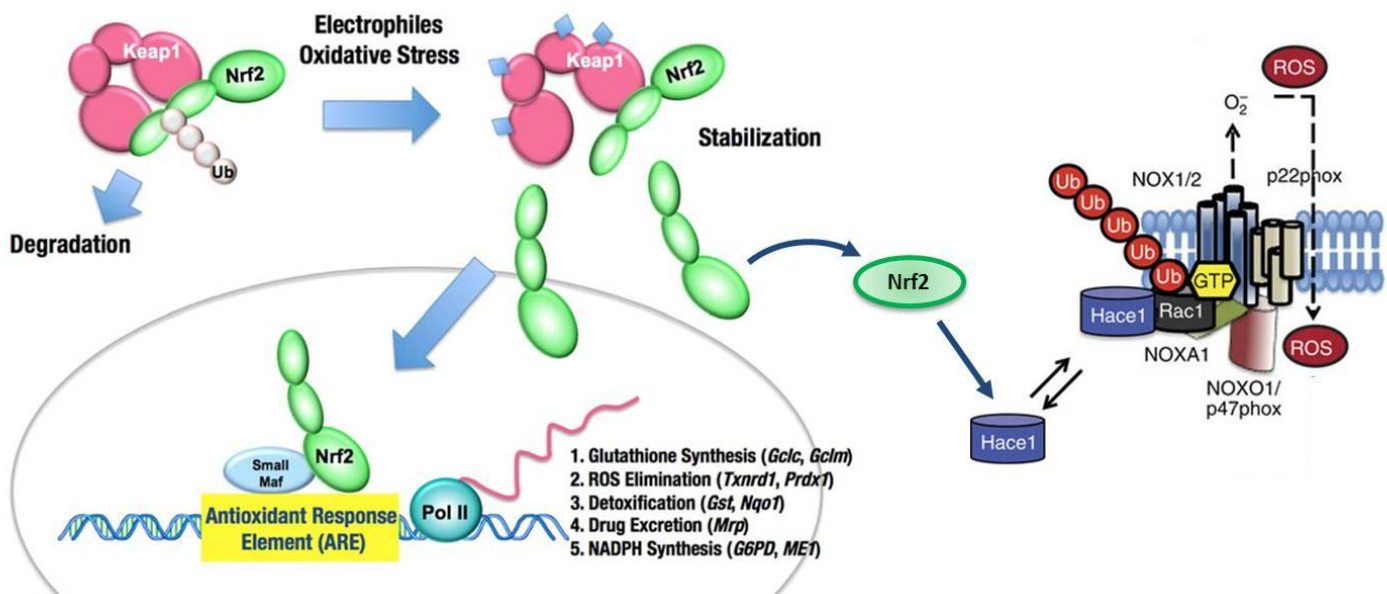 Keap1
Nrf2
Ub
Degradation
Electrophiles
Oxidative Stress
Keap1
Nrf2
Stabilization
Nrf2
Hace1
ROS
O₂⁻
NOX1/2
p22phox
Ub
Ub
Ub
Ub
Ub
GTP
Hace1
Rac1
NOXA1
ROS
NOXO1/
p47phox
Nrf2
Small
Maf
Antioxidant Response
Element (ARE)
Pol II
1. Glutathione Synthesis (Gclc, Gclm)
2. ROS Elimination (Txnrd1, Prdx1)
3. Detoxification (Gst, Nqo1)
4. Drug Excretion (Mrp)
5. NADPH Synthesis (G6PD, ME1)